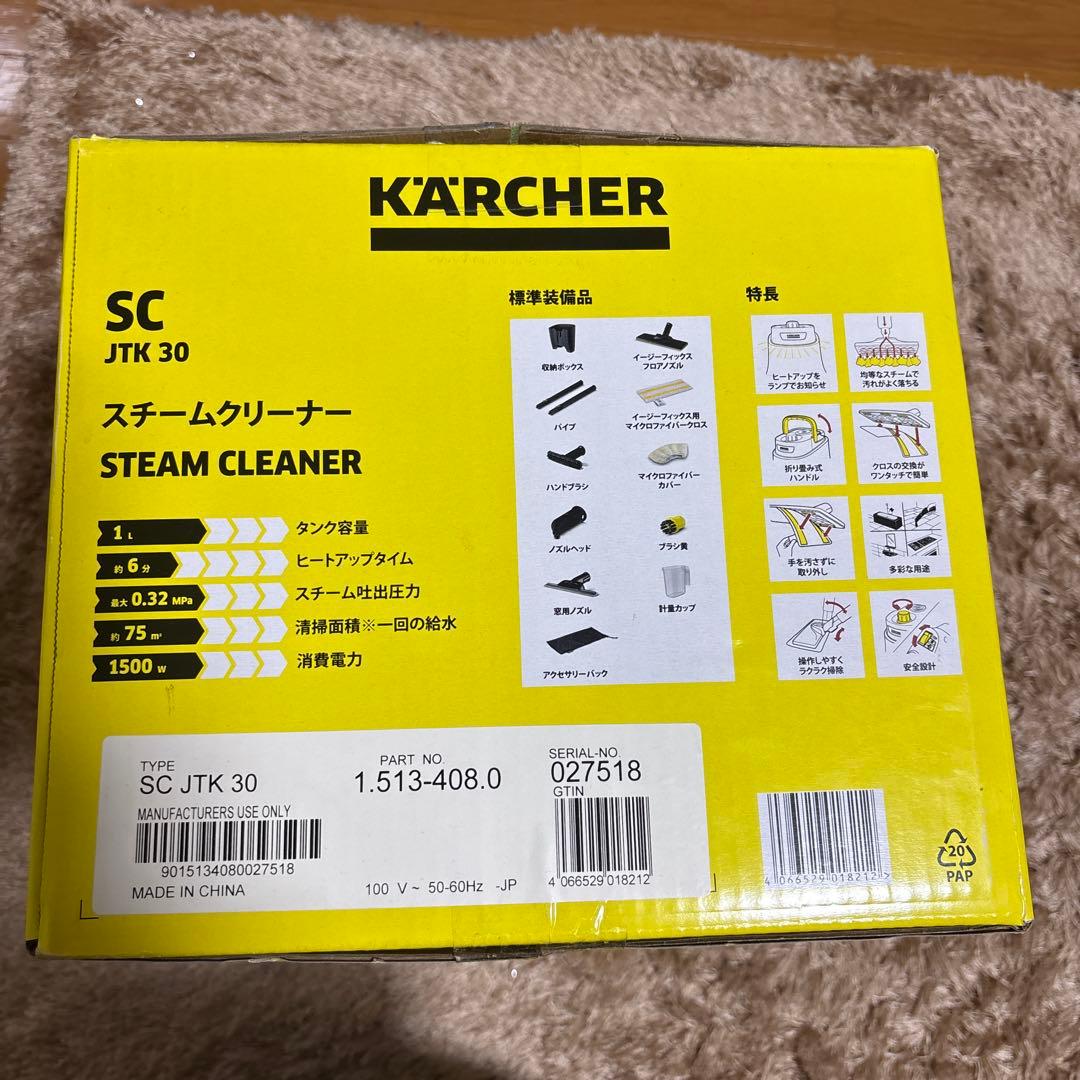 KÄRCHER
SC
JTK 30
スチームクリーナー
STEAM CLEANER
1 L タンク容量
約 6 分 ヒートアップタイム
最大 0.32 MPa スチーム吐出圧力
約 75 m² 清掃面積※一回の給水
1500 W 消費電力
標準装備品
収納ボックス
イージーフィックス
フロアノズル
パイプ
イージーフィックス用
マイクロファイバークロス
ハンドブラシ
マイクロファイバー
カバー
ノズルヘッド
ブラシ黄
窓用ノズル
計量カップ
アクセサリーバック
特長
ヒートアップを
ランプでお知らせ
均等なスチームで
汚れがよく落ちる
折り畳み式
ハンドル
クロスの交換が
ワンタッチで簡単
手を汚さずに
取り外し
多彩な用途
操作しやすく
ラクラク掃除
安全設計
TYPE
SC JTK 30
PART NO.
1.513-408.0
SERIAL-NO.
027518
GTIN
MANUFACTURERS USE ONLY
9015134080027518
MADE IN CHINA
100 V ~ 50-60Hz -JP
4 066529 018212
4 066529 018212 >
20
PAP